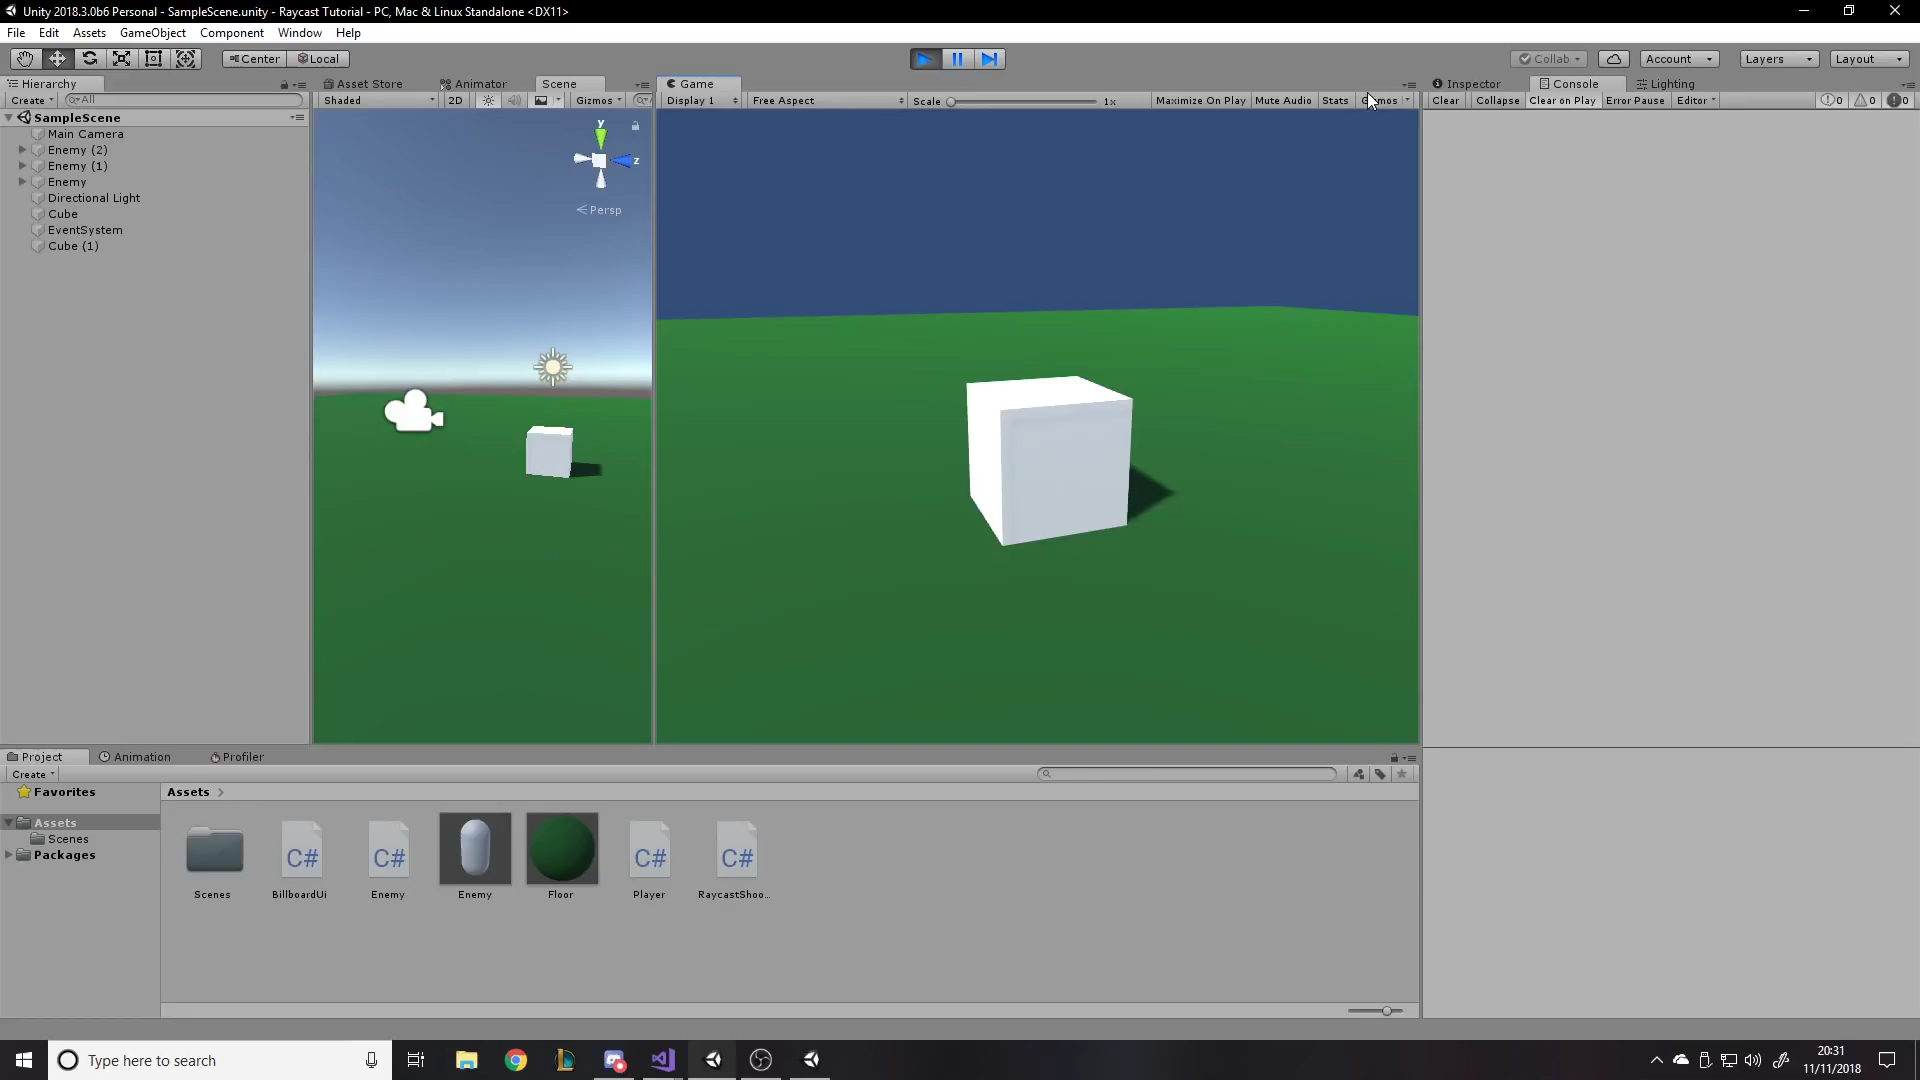 Unity 2018.3.0b6 Personal - SampleScene.unity - Raycast Tutorial - PC, Mac & Linux Standalone <DX11>
File Edit Assets GameObject Component Window Help
Center Local Collab Account Layers Layout
Hierarchy Asset Store Animator Scene Game Inspector Console Lighting
Create All Shaded 2D Gizmos Display 1 Free Aspect Scale 1x Maximize On Play Mute Audio Stats Clear Collapse Clear on Play Error Pause Editor 0 0 0
SampleScene
Main Camera
Enemy (2)
Enemy (1)
Enemy
Directional Light
Cube
EventSystem
Cube (1)
y
z
Persp
Project Animation Profiler
Create
Favorites
Assets
Scenes
Packages
Assets
C# C# C# C#
Scenes BillboardUi Enemy Enemy Floor Player RaycastShoo...
Type here to search
20:31
11/11/2018